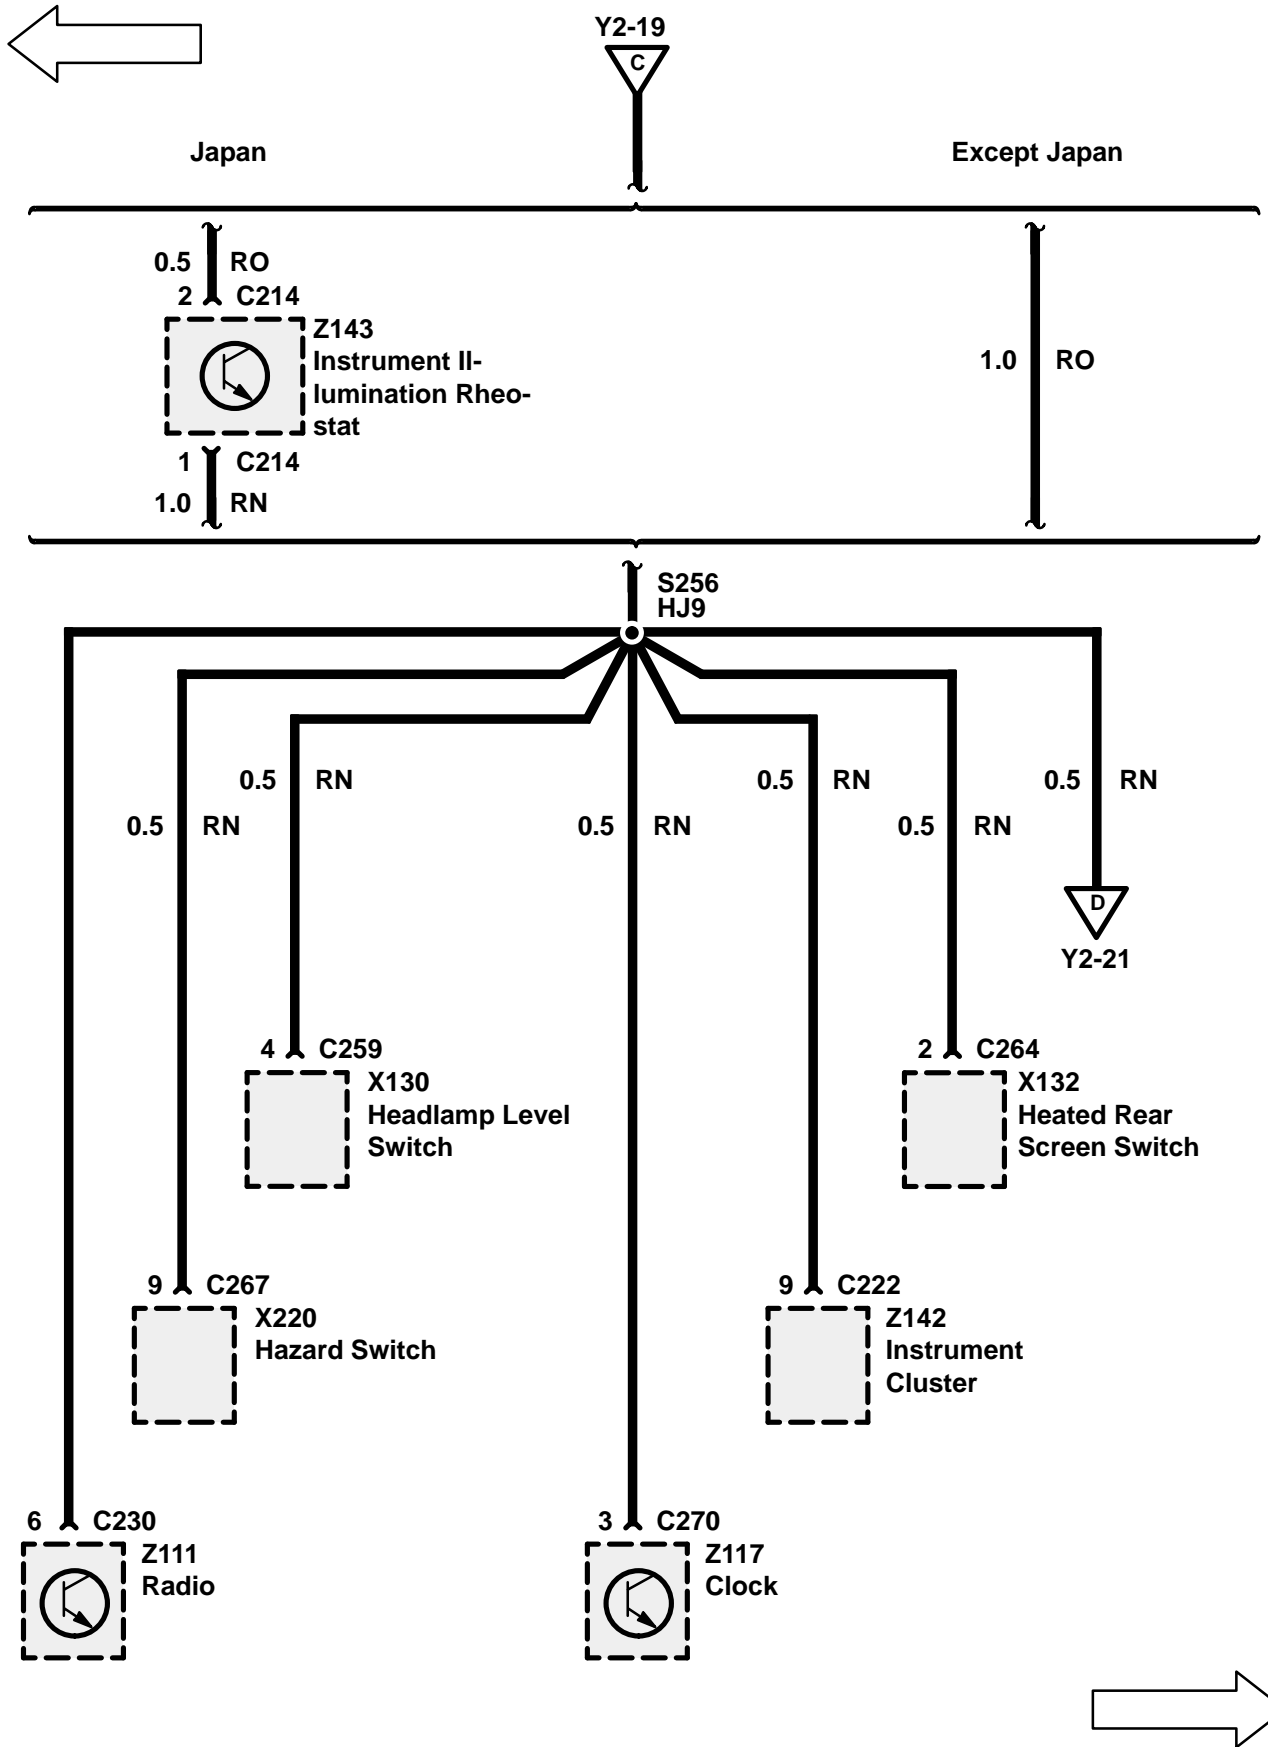 Y2-19
C
Japan
Except Japan
0.5 RO
2 C214
Z143
Instrument Il-
lumination Rheo-
stat
1.0 RO
1 C214
1.0 RN
S256
HJ9
0.5 RN
0.5 RN
0.5 RN
0.5 RN
0.5 RN
0.5 RN
D
Y2-21
4 C259
X130
Headlamp Level
Switch
2 C264
X132
Heated Rear
Screen Switch
9 C267
X220
Hazard Switch
9 C222
Z142
Instrument
Cluster
6 C230
Z111
Radio
3 C270
Z117
Clock